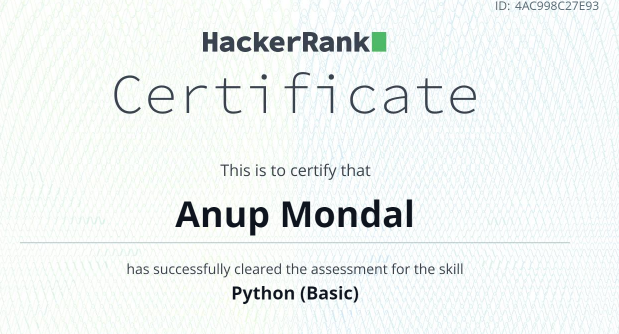 ID: 4AC998C27E93
HackerRank
Certificate
This is to certify that
Anup Mondal
has successfully cleared the assessment for the skill
Python (Basic)